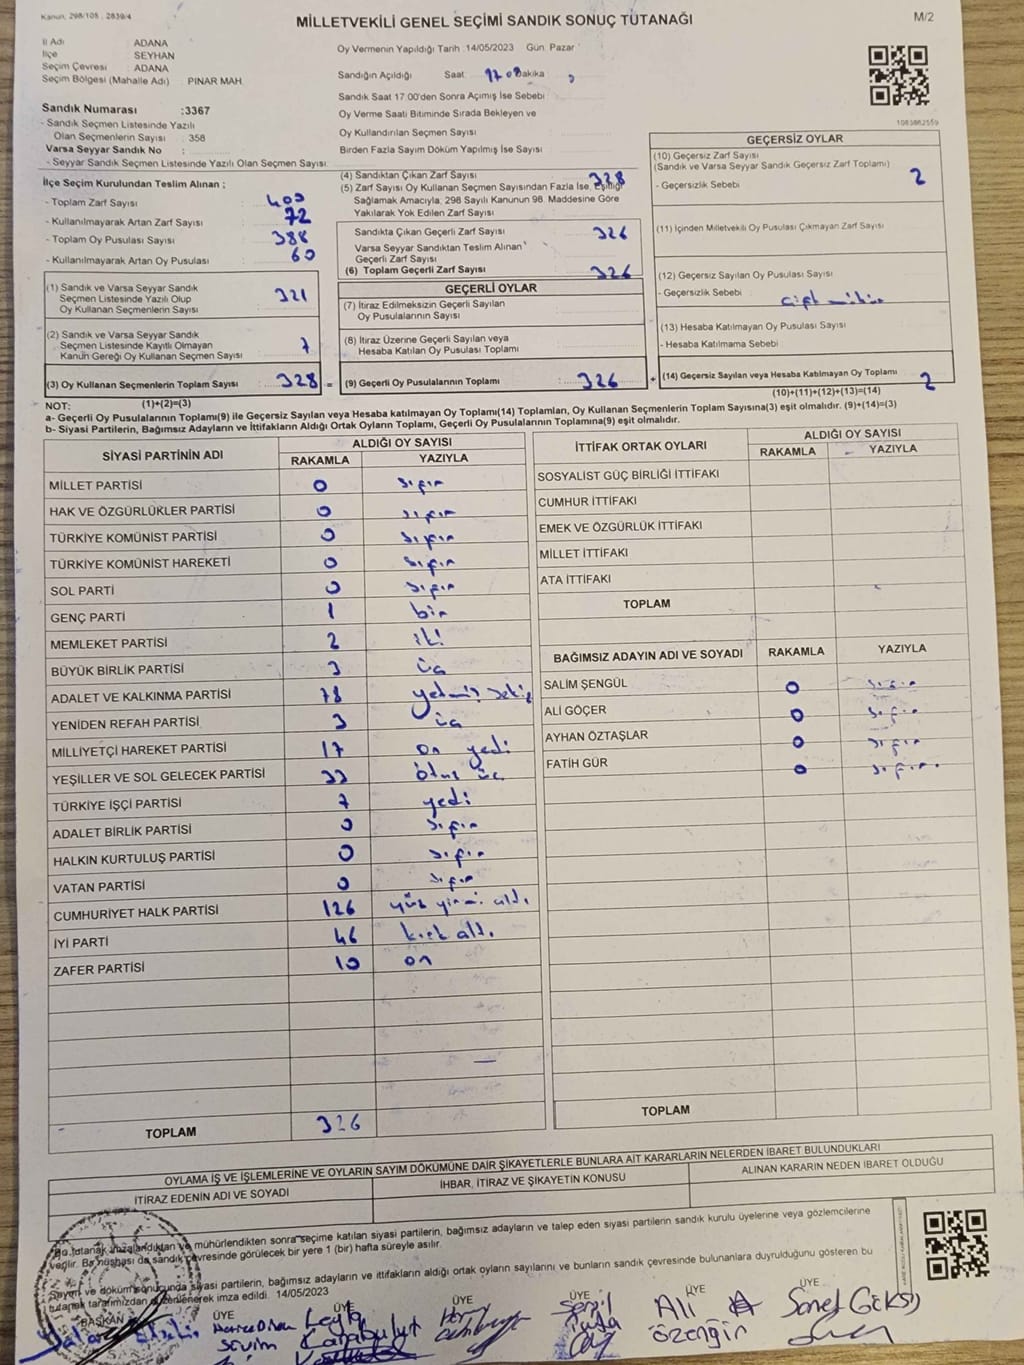 Kanun, 298/105 ; 2839/4
MİLLETVEKİLİ GENEL SEÇİMİ SANDIK SONUÇ TUTANAĞI
M/2
İl Adı ADANA
İlçe SEYHAN
Seçim Çevresi ADANA
Seçim Bölgesi (Mahalle Adı) PINAR MAH.
Sandık Numarası :3367
- Sandık Seçmen Listesinde Yazılı
Olan Seçmenlerin Sayısı : 358
Varsa Seyyar Sandık No :
- Seyyar Sandık Seçmen Listesinde Yazılı Olan Seçmen Sayısı:
Oy Vermenin Yapıldığı Tarih 14/05/2023 Gün Pazar
Sandığın Açıldığı Saat 17 08 Dakika
Sandık Saat 17.00'den Sonra Açımış İse Sebebi
Oy Verme Saati Bitiminde Sırada Bekleyen ve
Oy Kullandırılan Seçmen Sayısı
Birden Fazla Sayım Döküm Yapılmış İse Sayısı
1083862559
İlçe Seçim Kurulundan Teslim Alınan ;
- Toplam Zarf Sayısı 400
- Kullanılmayarak Artan Zarf Sayısı 72
- Toplam Oy Pusulası Sayısı 388
- Kullanılmayarak Artan Oy Pusulası 60
(1) Sandık ve Varsa Seyyar Sandık
Seçmen Listesinde Yazılı Olup
Oy Kullanan Seçmenlerin Sayısı 321
(2) Sandık ve Varsa Seyyar Sandık
Seçmen Listesinde Kayıtlı Olmayan
Kanun Gereği Oy Kullanan Seçmen Sayısı 7
(3) Oy Kullanan Seçmenlerin Toplam Sayısı 328 =
(1)+(2)=(3)
(4) Sandıktan Çıkan Zarf Sayısı 328
(5) Zarf Sayısı Oy Kullanan Seçmen Sayısından Fazla İse, Eşitliği
Sağlamak Amacıyla, 298 Sayılı Kanunun 98. Maddesine Göre
Yakılarak Yok Edilen Zarf Sayısı
Sandıkta Çıkan Geçerli Zarf Sayısı 326
Varsa Seyyar Sandıktan Teslim Alınan
Geçerli Zarf Sayısı
(6) Toplam Geçerli Zarf Sayısı 326
GEÇERLİ OYLAR
(7) İtiraz Edilmeksizin Geçerli Sayılan
Oy Pusulalarının Sayısı
(8) İtiraz Üzerine Geçerli Sayılan veya
Hesaba Katılan Oy Pusulası Toplamı
(9) Geçerli Oy Pusulalarının Toplamı 326 +
GEÇERSİZ OYLAR
(10) Geçersiz Zarf Sayısı
(Sandık ve Varsa Seyyar Sandık Geçersiz Zarf Toplamı) 2
- Geçersizlik Sebebi
(11) İçinden Milletvekili Oy Pusulası Çıkmayan Zarf Sayısı
(12) Geçersiz Sayılan Oy Pusulası Sayısı
- Geçersizlik Sebebi çift mühür
(13) Hesaba Katılmayan Oy Pusulası Sayısı
- Hesaba Katılmama Sebebi
(14) Geçersiz Sayılan veya Hesaba Katılmayan Oy Toplamı 2
(10)+(11)+(12)+(13)=(14)
NOT:
a- Geçerli Oy Pusulaları Toplamı(9) ile Geçersiz Sayılan veya Hesaba katılmayan Oy Toplamı(14) Toplamları, Oy Kullanan Seçmenlerin Toplam Sayısına(3) eşit olmalıdır. (9)+(14)=(3)
b- Siyasi Partilerin, Bağımsız Adayların ve İttifakların Aldığı Ortak Oyların Toplamı, Geçerli Oy Pusulalarının Toplamına(9) eşit olmalıdır.
SİYASİ PARTİNİN ADI
ALDIĞI OY SAYISI
RAKAMLA YAZIYLA
MİLLET PARTİSİ 0 sıfır
HAK VE ÖZGÜRLÜKLER PARTİSİ 0 sıfır
TÜRKİYE KOMÜNİST PARTİSİ 0 sıfır
TÜRKİYE KOMÜNİST HAREKETİ 0 sıfır
SOL PARTİ 0 sıfır
GENÇ PARTİ 1 bir
MEMLEKET PARTİSİ 2 iki
BÜYÜK BİRLİK PARTİSİ 3 üç
ADALET VE KALKINMA PARTİSİ 78 yetmiş sekiz
YENİDEN REFAH PARTİSİ 3 üç
MİLLİYETÇİ HAREKET PARTİSİ 17 on yedi
YEŞİLLER VE SOL GELECEK PARTİSİ 33 otuz üç
TÜRKİYE İŞÇİ PARTİSİ 7 yedi
ADALET BİRLİK PARTİSİ 0 sıfır
HALKIN KURTULUŞ PARTİSİ 0 sıfır
VATAN PARTİSİ 0 sıfır
CUMHURİYET HALK PARTİSİ 126 yüz yirmi altı
İYİ PARTİ 46 kırk altı
ZAFER PARTİSİ 10 on
TOPLAM 326
İTTİFAK ORTAK OYLARI
ALDIĞI OY SAYISI
RAKAMLA YAZIYLA
SOSYALİST GÜÇ BİRLİĞİ İTTİFAKI
CUMHUR İTTİFAKI
EMEK VE ÖZGÜRLÜK İTTİFAKI
MİLLET İTTİFAKI
ATA İTTİFAKI
TOPLAM
BAĞIMSIZ ADAYIN ADI VE SOYADI RAKAMLA YAZIYLA
SALİM ŞENGÜL 0 sıfır
ALİ GÖÇER 0 sıfır
AYHAN ÖZTAŞLAR 0 sıfır
FATİH GÜR 0 sıfır
TOPLAM
OYLAMA İŞ VE İŞLEMLERİNE VE OYLARIN SAYIM DÖKÜMÜNE DAİR ŞİKAYETLERLE BUNLARA AİT KARARLARIN NELERDEN İBARET BULUNDUKLARI
İTİRAZ EDENİN ADI VE SOYADI
İHBAR, İTİRAZ VE ŞİKAYETİN KONUSU
ALINAN KARARIN NEDEN İBARET OLDUĞU
Bu tutanak imzalandıktan ve mühürlendikten sonra seçime katılan siyasi partilerin, bağımsız adayların ve talep eden siyasi partilerin sandık kurulu üyelerine veya gözlemcilerine
verilir. Bir nüshası da sandık çevresinde görülecek bir yere 1 (bir) hafta süreyle asılır.
Sayım ve döküm sonucunda siyasi partilerin, bağımsız adayların ve ittifakların aldığı ortak oyların sayılarını ve bunların sandık çevresinde bulunanlara duyrulduğunu gösteren bu
tutanak tarafımızdan düzenlenerek imza edildi. 14/05/2023
BAŞKAN ÜYE ÜYE ÜYE ÜYE ÜYE ÜYE
Sevim
Leyla
Karabulut
Ali
Özengin
Soner Göksu